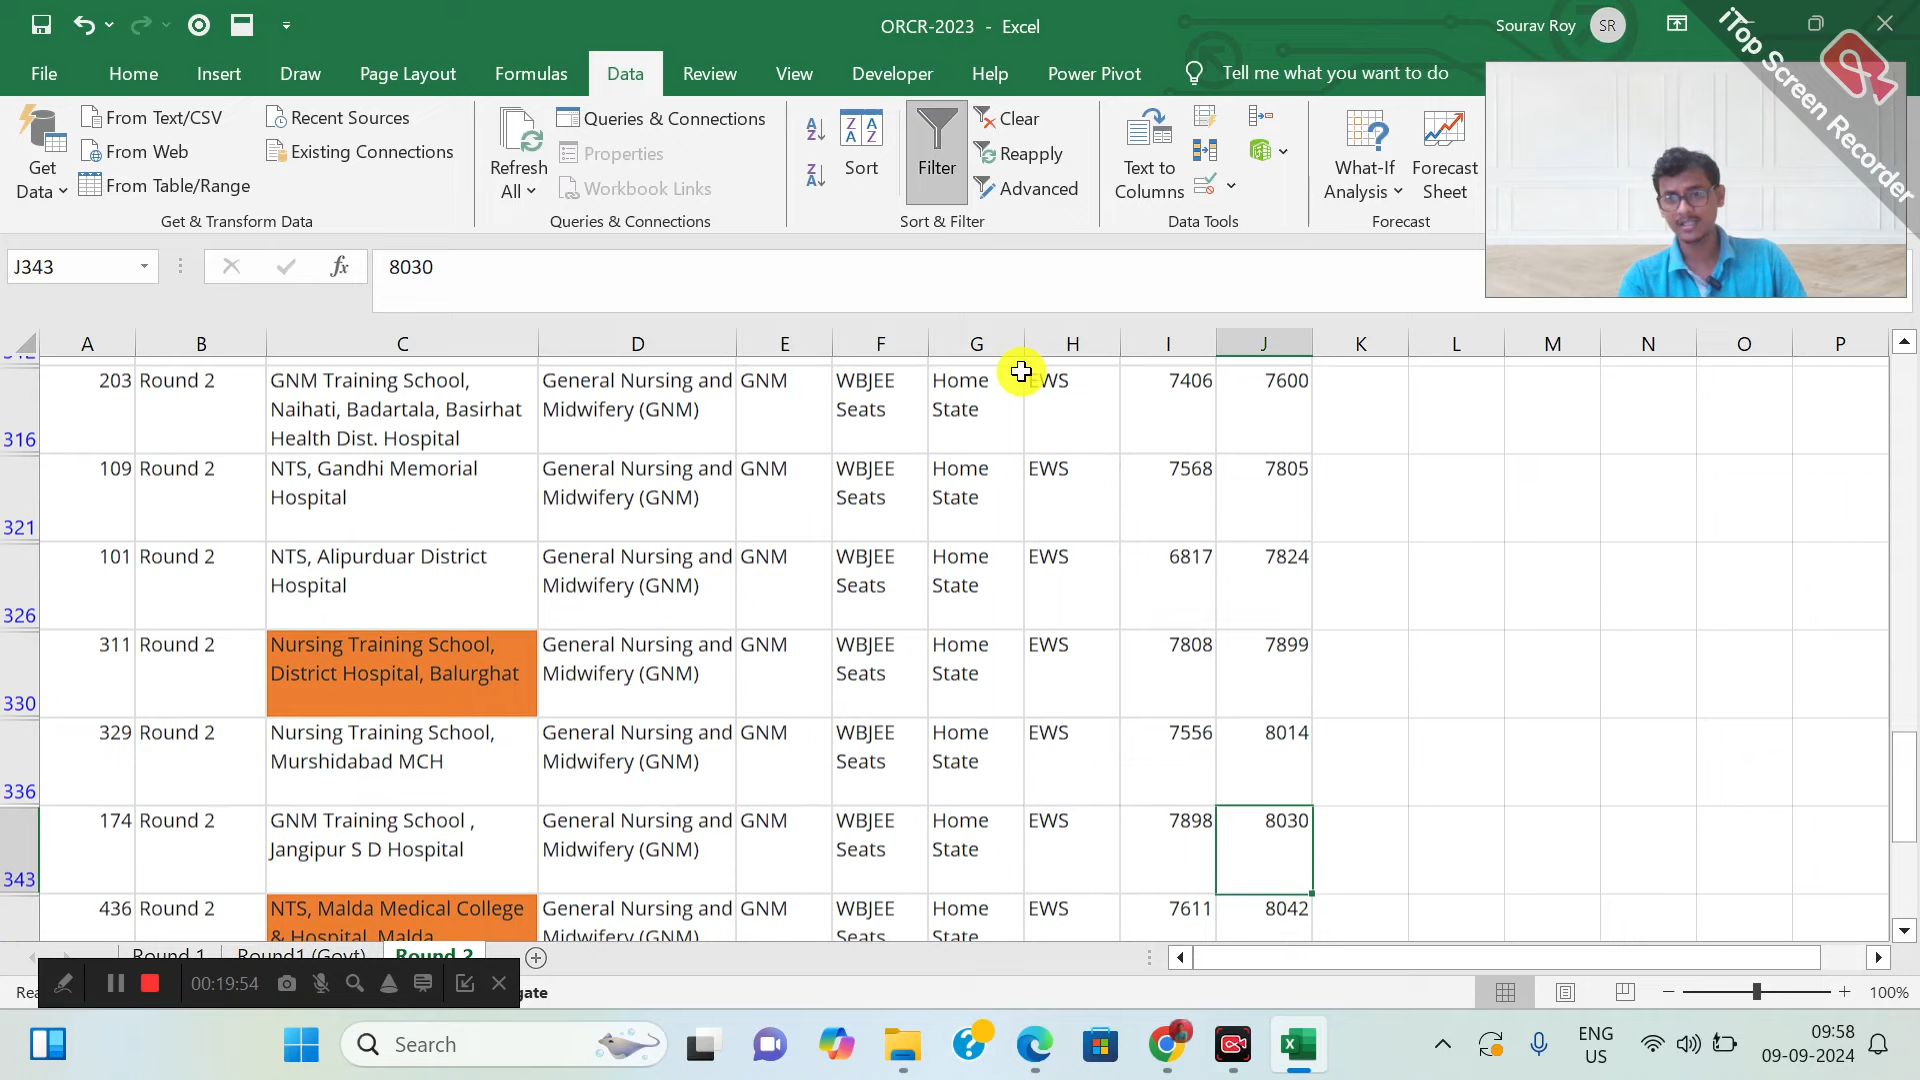 ORCR-2023 - Excel
Sourav Roy
SR
iTop Screen Recorder
File
Home
Insert
Draw
Page Layout
Formulas
Data
Review
View
Developer
Help
Power Pivot
Tell me what you want to do
Get
Data
From Text/CSV
From Web
From Table/Range
Recent Sources
Existing Connections
Get & Transform Data
Refresh
All
Queries & Connections
Properties
Workbook Links
Queries & Connections
Sort
Filter
Clear
Reapply
Advanced
Sort & Filter
Text to
Columns
Data Tools
What-If
Analysis
Forecast
Sheet
Forecast
J343
fx
8030
A B C D E F G H I J K L M N O P
203 Round 2 GNM Training School, General Nursing and GNM WBJEE Home EWS 7406 7600
Naihati, Badartala, Basirhat Midwifery (GNM) Seats State
316 Health Dist. Hospital
109 Round 2 NTS, Gandhi Memorial General Nursing and GNM WBJEE Home EWS 7568 7805
Hospital Midwifery (GNM) Seats State
321
101 Round 2 NTS, Alipurduar District General Nursing and GNM WBJEE Home EWS 6817 7824
Hospital Midwifery (GNM) Seats State
326
311 Round 2 Nursing Training School, General Nursing and GNM WBJEE Home EWS 7808 7899
District Hospital, Balurghat Midwifery (GNM) Seats State
330
329 Round 2 Nursing Training School, General Nursing and GNM WBJEE Home EWS 7556 8014
Murshidabad MCH Midwifery (GNM) Seats State
336
174 Round 2 GNM Training School , General Nursing and GNM WBJEE Home EWS 7898 8030
Jangipur S D Hospital Midwifery (GNM) Seats State
343
436 Round 2 NTS, Malda Medical College General Nursing and GNM WBJEE Home EWS 7611 8042
& Hospital, Malda Midwifery (GNM) Seats State
Round 1 Round1 (Govt) Round 2
00:19:54
100%
Search
ENG
US
09:58
09-09-2024